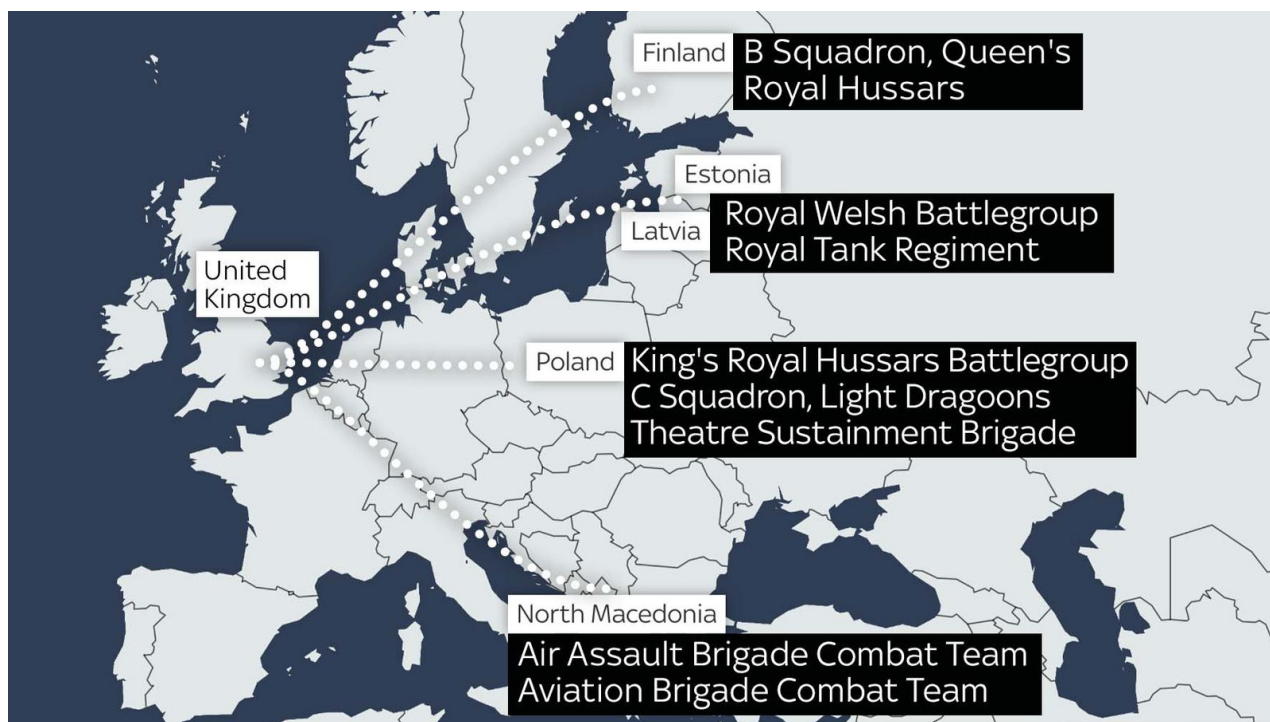 Finland
B Squadron, Queen's
Royal Hussars
Estonia
Latvia
Royal Welsh Battlegroup
Royal Tank Regiment
United
Kingdom
Poland
King's Royal Hussars Battlegroup
C Squadron, Light Dragoons
Theatre Sustainment Brigade
North Macedonia
Air Assault Brigade Combat Team
Aviation Brigade Combat Team